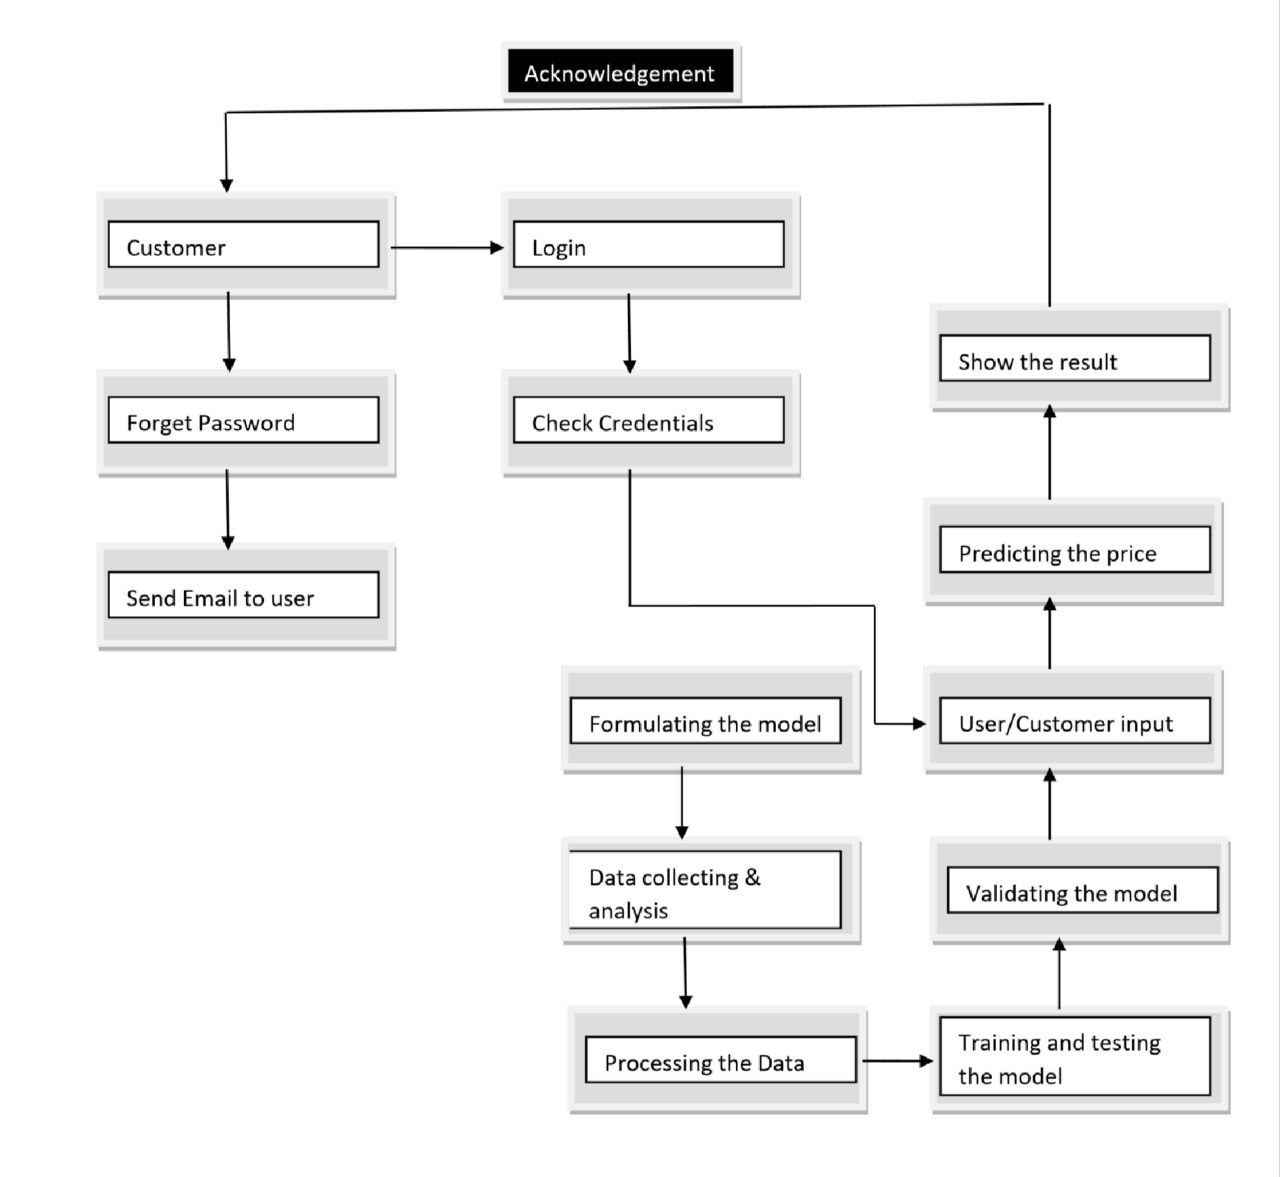 Acknowledgement
Customer
Login
Show the result
Forget Password
Check Credentials
Predicting the price
Send Email to user
Formulating the model
User/Customer input
Data collecting &
analysis
Validating the model
Processing the Data
Training and testing
the model